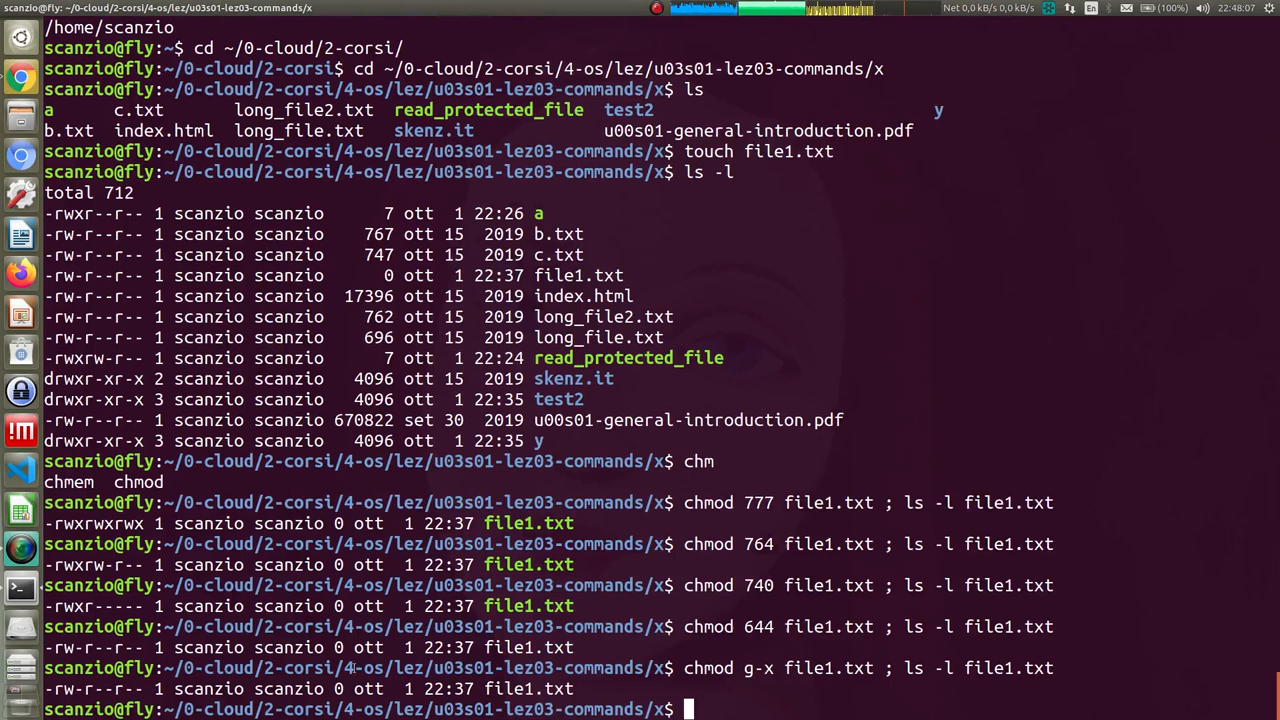 scanzio@fly: ~/0-cloud/2-corsi/4-os/lez/u03s01-lez03-commands/x
Net 0,0 kB/s 0,0 kB/s En (100%) 22:48:07
/home/scanzio
scanzio@fly:~$ cd ~/0-cloud/2-corsi/
scanzio@fly:~/0-cloud/2-corsi$ cd ~/0-cloud/2-corsi/4-os/lez/u03s01-lez03-commands/x
scanzio@fly:~/0-cloud/2-corsi/4-os/lez/u03s01-lez03-commands/x$ ls
a c.txt long_file2.txt read_protected_file test2 y
b.txt index.html long_file.txt skenz.it u00s01-general-introduction.pdf
scanzio@fly:~/0-cloud/2-corsi/4-os/lez/u03s01-lez03-commands/x$ touch file1.txt
scanzio@fly:~/0-cloud/2-corsi/4-os/lez/u03s01-lez03-commands/x$ ls -l
total 712
-rwxr--r-- 1 scanzio scanzio 7 ott 1 22:26 a
-rw-r--r-- 1 scanzio scanzio 767 ott 15 2019 b.txt
-rw-r--r-- 1 scanzio scanzio 747 ott 15 2019 c.txt
-rw-r--r-- 1 scanzio scanzio 0 ott 1 22:37 file1.txt
-rw-r--r-- 1 scanzio scanzio 17396 ott 15 2019 index.html
-rw-r--r-- 1 scanzio scanzio 762 ott 15 2019 long_file2.txt
-rw-r--r-- 1 scanzio scanzio 696 ott 15 2019 long_file.txt
-rwxrw-r-- 1 scanzio scanzio 7 ott 1 22:24 read_protected_file
drwxr-xr-x 2 scanzio scanzio 4096 ott 15 2019 skenz.it
drwxr-xr-x 3 scanzio scanzio 4096 ott 1 22:35 test2
-rw-r--r-- 1 scanzio scanzio 670822 set 30 2019 u00s01-general-introduction.pdf
drwxr-xr-x 3 scanzio scanzio 4096 ott 1 22:35 y
scanzio@fly:~/0-cloud/2-corsi/4-os/lez/u03s01-lez03-commands/x$ chm
chmem chmod
scanzio@fly:~/0-cloud/2-corsi/4-os/lez/u03s01-lez03-commands/x$ chmod 777 file1.txt ; ls -l file1.txt
-rwxrwxrwx 1 scanzio scanzio 0 ott 1 22:37 file1.txt
scanzio@fly:~/0-cloud/2-corsi/4-os/lez/u03s01-lez03-commands/x$ chmod 764 file1.txt ; ls -l file1.txt
-rwxrw-r-- 1 scanzio scanzio 0 ott 1 22:37 file1.txt
scanzio@fly:~/0-cloud/2-corsi/4-os/lez/u03s01-lez03-commands/x$ chmod 740 file1.txt ; ls -l file1.txt
-rwxr----- 1 scanzio scanzio 0 ott 1 22:37 file1.txt
scanzio@fly:~/0-cloud/2-corsi/4-os/lez/u03s01-lez03-commands/x$ chmod 644 file1.txt ; ls -l file1.txt
-rw-r--r-- 1 scanzio scanzio 0 ott 1 22:37 file1.txt
scanzio@fly:~/0-cloud/2-corsi/4-os/lez/u03s01-lez03-commands/x$ chmod g-x file1.txt ; ls -l file1.txt
-rw-r--r-- 1 scanzio scanzio 0 ott 1 22:37 file1.txt
scanzio@fly:~/0-cloud/2-corsi/4-os/lez/u03s01-lez03-commands/x$